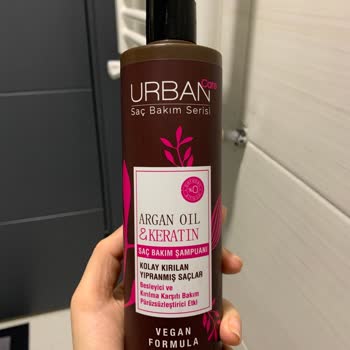 URBAN Care
Saç Bakım Serisi
ARGAN OIL
& KERATIN
SAÇ BAKIM ŞAMPUANI
KOLAY KIRILAN
YIPRANMIŞ SAÇLAR
Besleyici ve
Kırılma Karşıtı Bakım
Pürüzsüzleştirici Etki
VEGAN
FORMULA